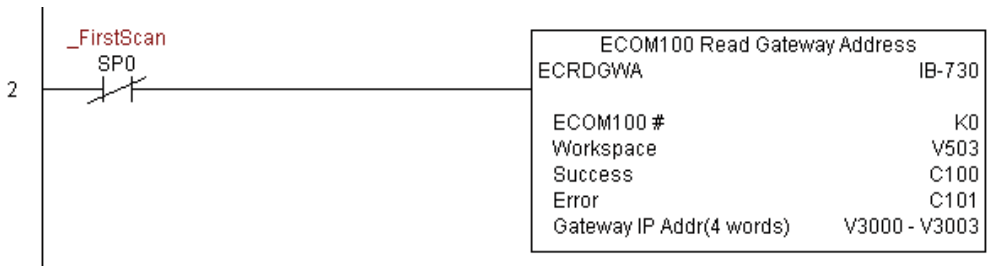 _FirstScan
SP0
2
ECOM100 Read Gateway Address
ECRDGWA IB-730
ECOM100 # K0
Workspace V503
Success C100
Error C101
Gateway IP Addr(4 words) V3000 - V3003